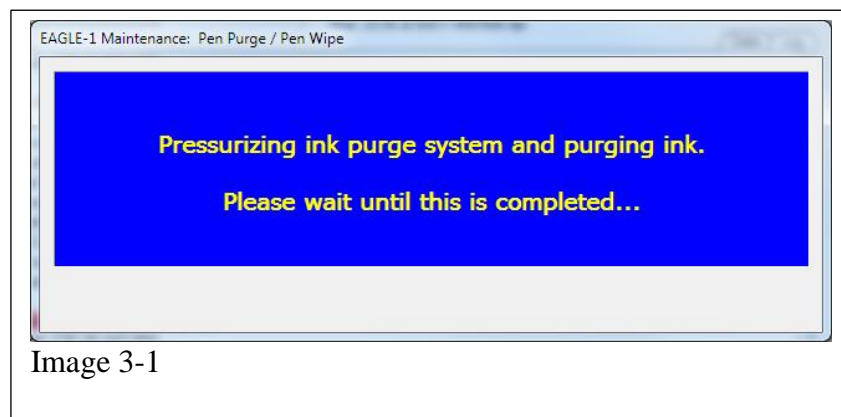 EAGLE-1 Maintenance: Pen Purge / Pen Wipe
Pressurizing ink purge system and purging ink.
Please wait until this is completed...
Image 3-1